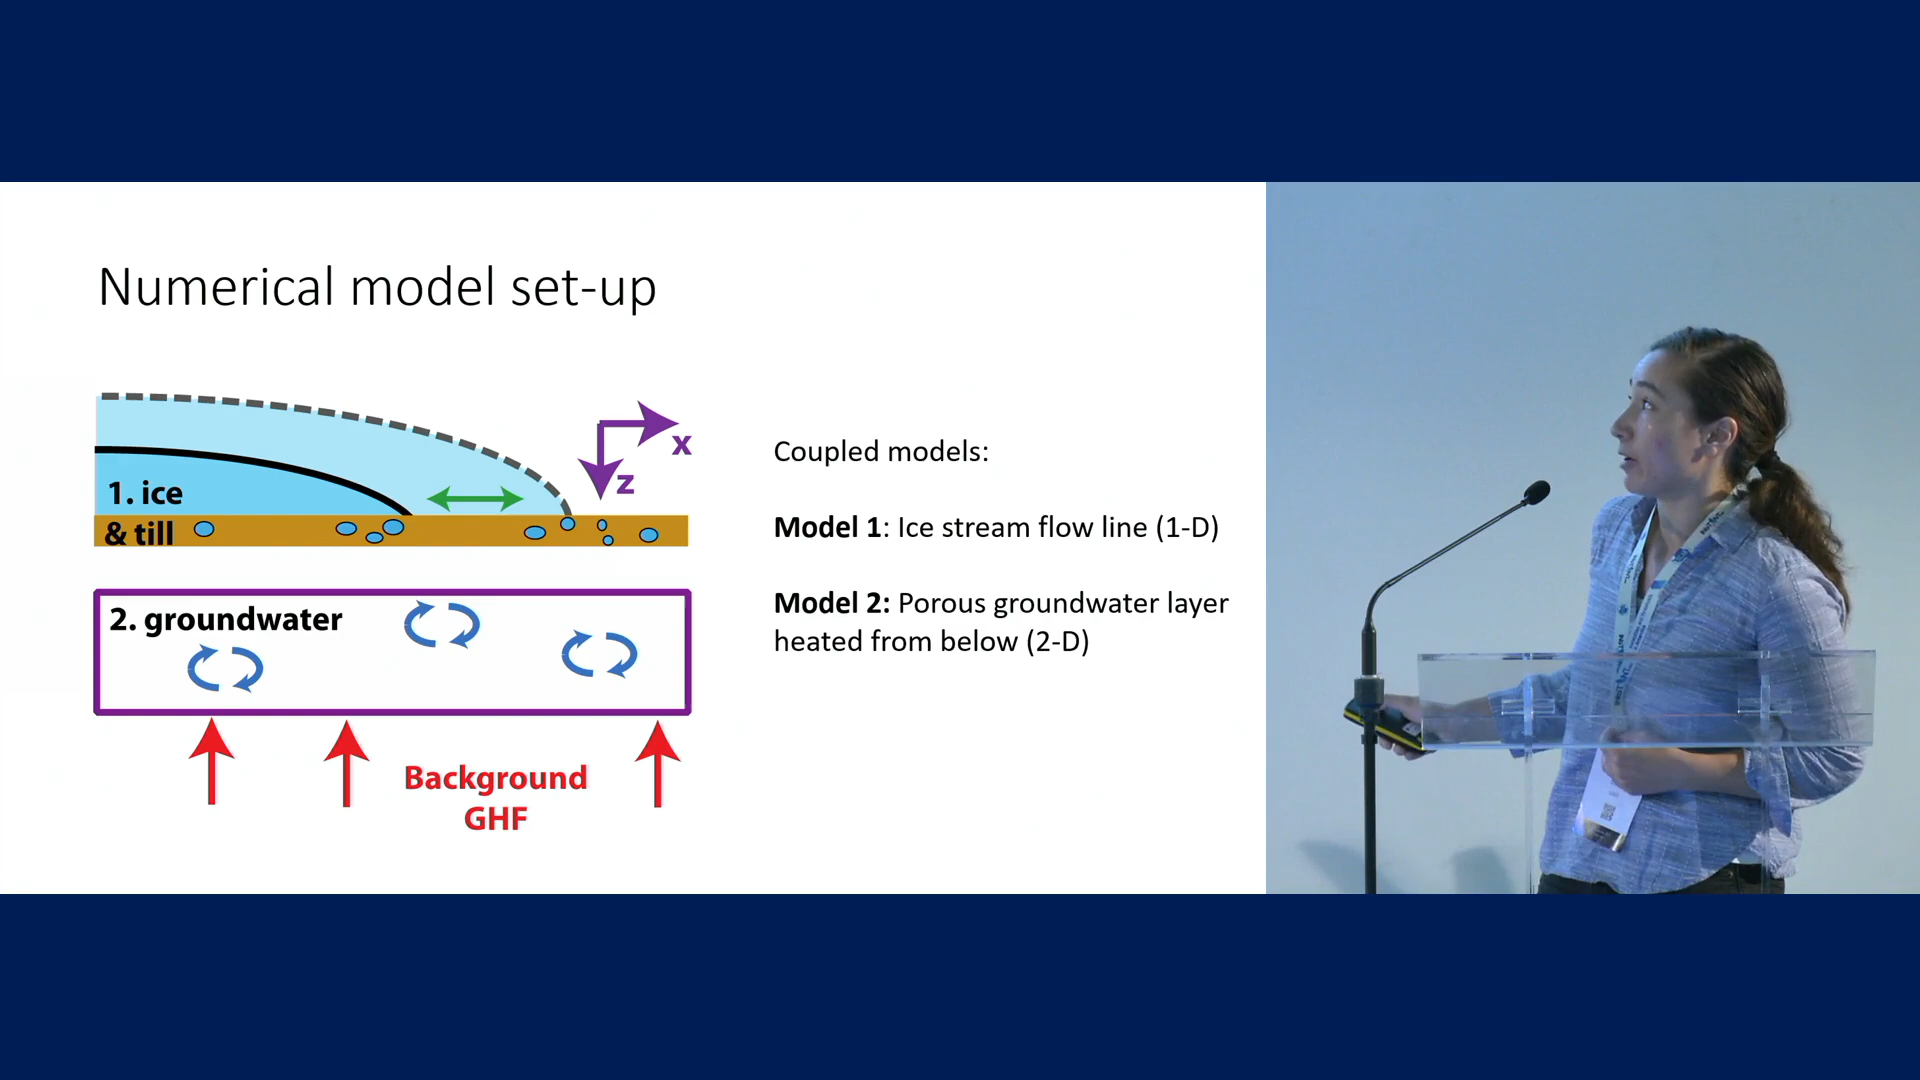 Numerical model set-up
x
z
1. ice
& till
2. groundwater
Background
GHF
Coupled models:
Model 1: Ice stream flow line (1-D)
Model 2: Porous groundwater layer
heated from below (2-D)